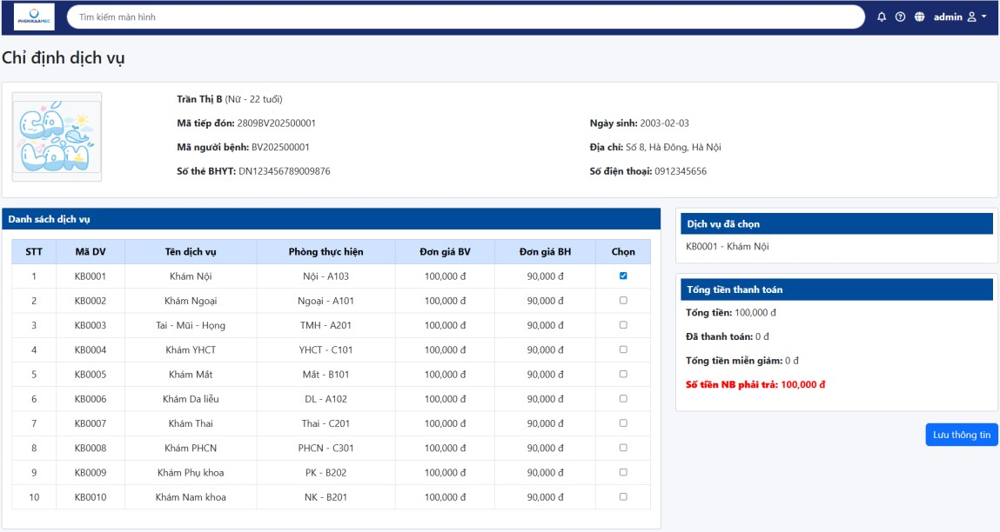 PHENIKAAMEC
Tìm kiếm màn hình
admin
Chỉ định dịch vụ
CÁ
LƠN
Trần Thị B (Nữ - 22 tuổi)
Mã tiếp đón: 2809BV202500001
Ngày sinh: 2003-02-03
Mã người bệnh: BV202500001
Địa chỉ: Số 8, Hà Đông, Hà Nội
Số thẻ BHYT: DN123456789009876
Số điện thoại: 0912345656
Danh sách dịch vụ
STT Mã DV Tên dịch vụ Phòng thực hiện Đơn giá BV Đơn giá BH Chọn
1 KB0001 Khám Nội Nội - A103 100,000 đ 90,000 đ
2 KB0002 Khám Ngoại Ngoại - A101 100,000 đ 90,000 đ
3 KB0003 Tai - Mũi - Họng TMH - A201 100,000 đ 90,000 đ
4 KB0004 Khám YHCT YHCT - C101 100,000 đ 90,000 đ
5 KB0005 Khám Mắt Mắt - B101 100,000 đ 90,000 đ
6 KB0006 Khám Da liễu DL - A102 100,000 đ 90,000 đ
7 KB0007 Khám Thai Thai - C201 100,000 đ 90,000 đ
8 KB0008 Khám PHCN PHCN - C301 100,000 đ 90,000 đ
9 KB0009 Khám Phụ khoa PK - B202 100,000 đ 90,000 đ
10 KB0010 Khám Nam khoa NK - B201 100,000 đ 90,000 đ
Dịch vụ đã chọn
KB0001 - Khám Nội
Tổng tiền thanh toán
Tổng tiền: 100,000 đ
Đã thanh toán: 0 đ
Tổng tiền miễn giảm: 0 đ
Số tiền NB phải trả: 100,000 đ
Lưu thông tin